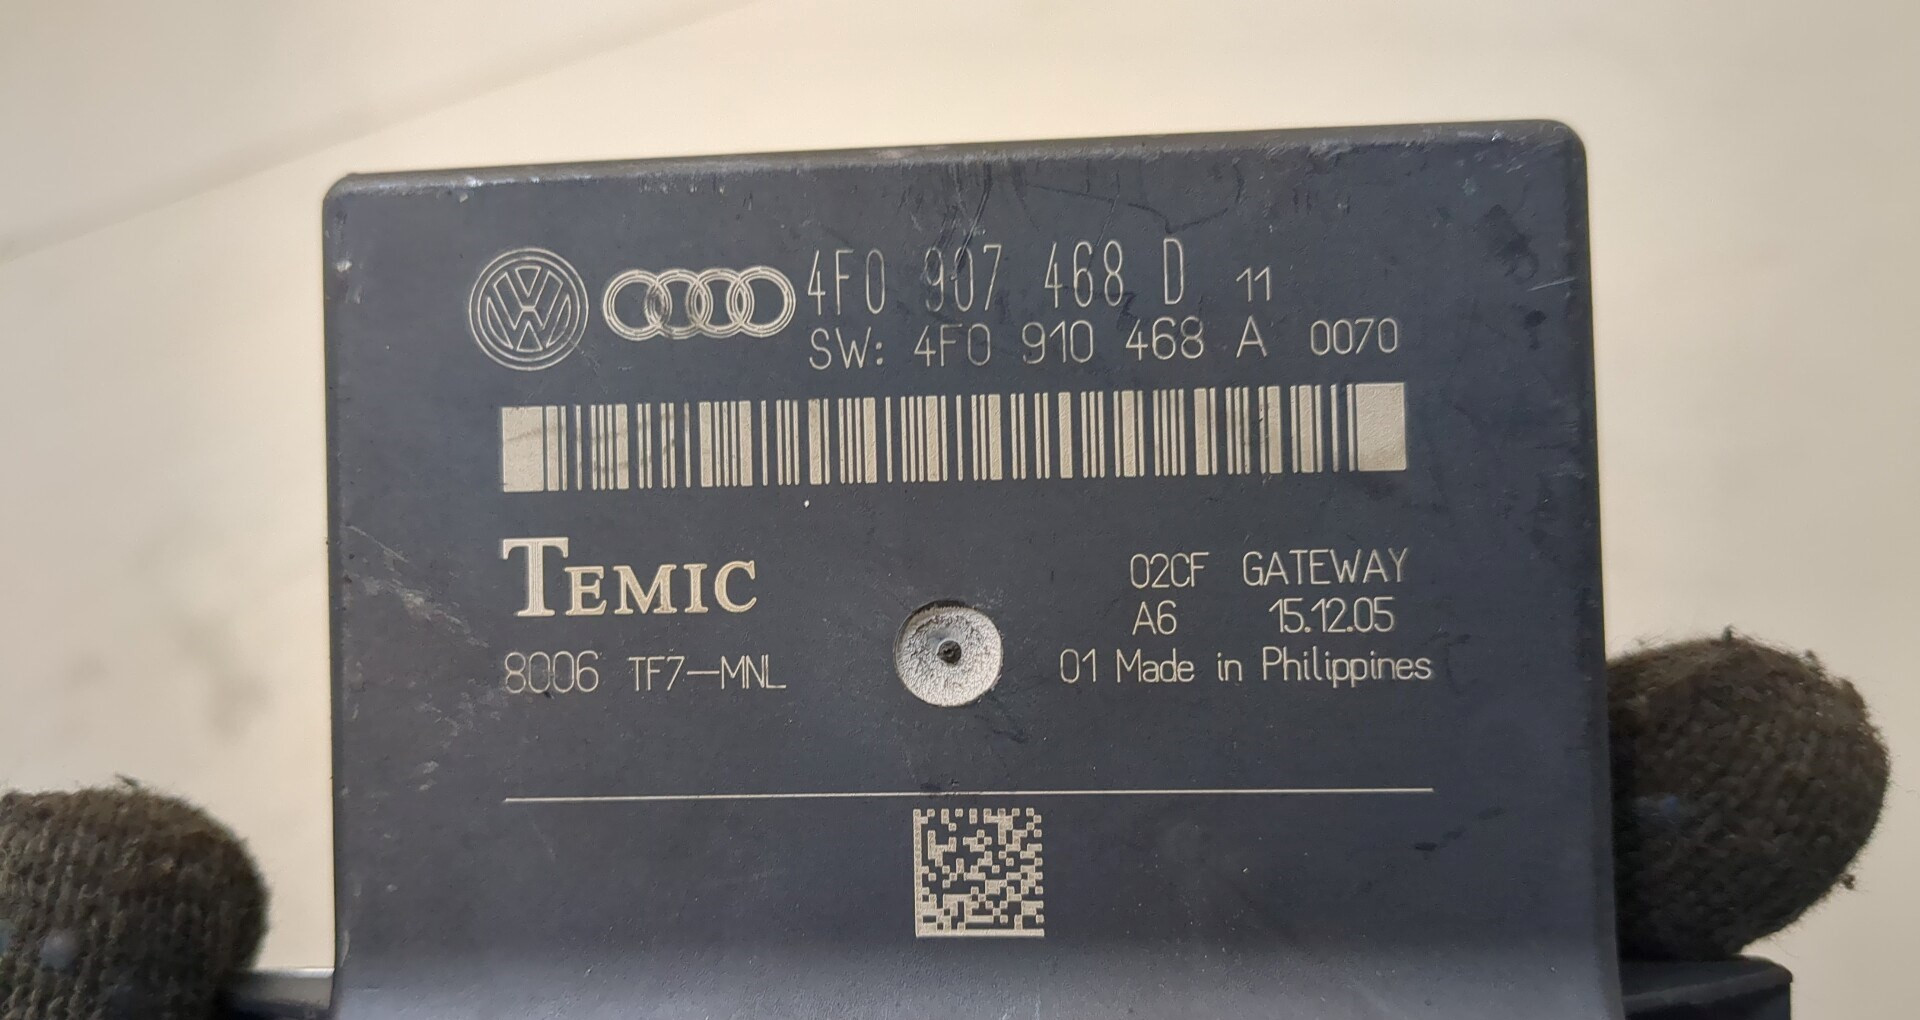 4F0 907 468 D 11
SW: 4F0 910 468 A 0070
TEMIC
02CF GATEWAY
A6 15.12.05
8006 TF7-MNL
01 Made in Philippines